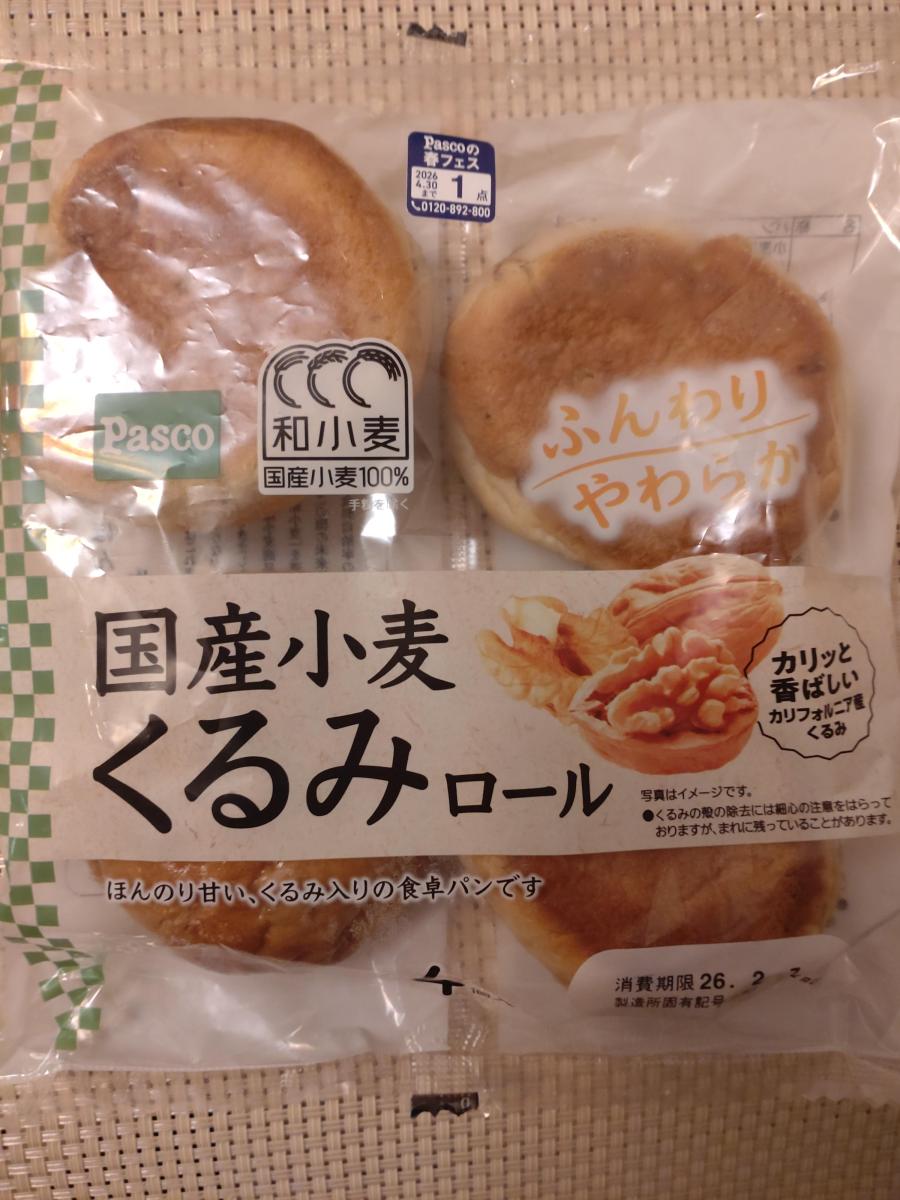 Pascoの
春フェス
2026
4.30
まで
1点
0120-892-800
Pasco
和小麦
国産小麦100%
手粉を除く
ふんわり
やわらか
国産小麦
くるみロール
カリッと
香ばしい
カリフォルニア産
くるみ
写真はイメージです。
●くるみの殻の除去には細心の注意をはらって
おりますが、まれに残っていることがあります。
ほんのり甘い、くるみ入りの食卓パンです
消費期限 26. 2
製造所固有記号